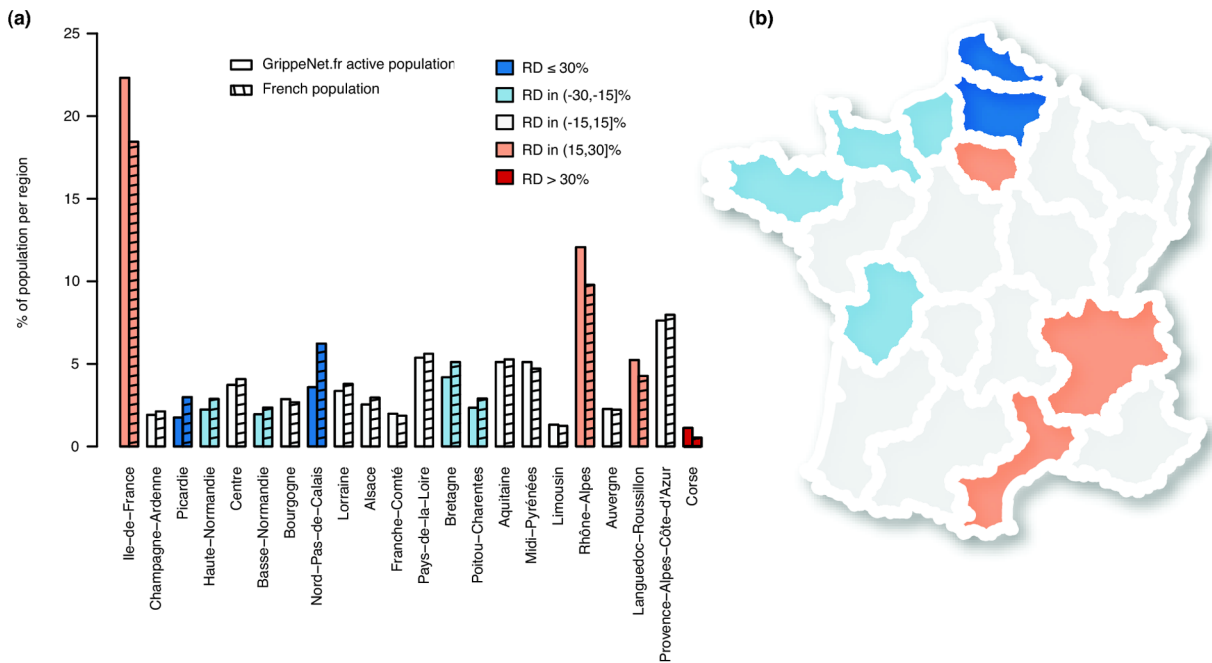 (a)
% of population per region
25
20
15
10
5
0
GrippeNet.fr active population
French population
RD ≤ 30%
RD in (-30,-15]%
RD in (-15,15]%
RD in (15,30]%
RD > 30%
Ile-de-France
Champagne-Ardenne
Picardie
Haute-Normandie
Centre
Basse-Normandie
Bourgogne
Nord-Pas-de-Calais
Lorraine
Alsace
Franche-Comté
Pays-de-la-Loire
Bretagne
Poitou-Charentes
Aquitaine
Midi-Pyrénées
Limousin
Rhône-Alpes
Auvergne
Languedoc-Roussillon
Provence-Alpes-Côte-d'Azur
Corse
(b)